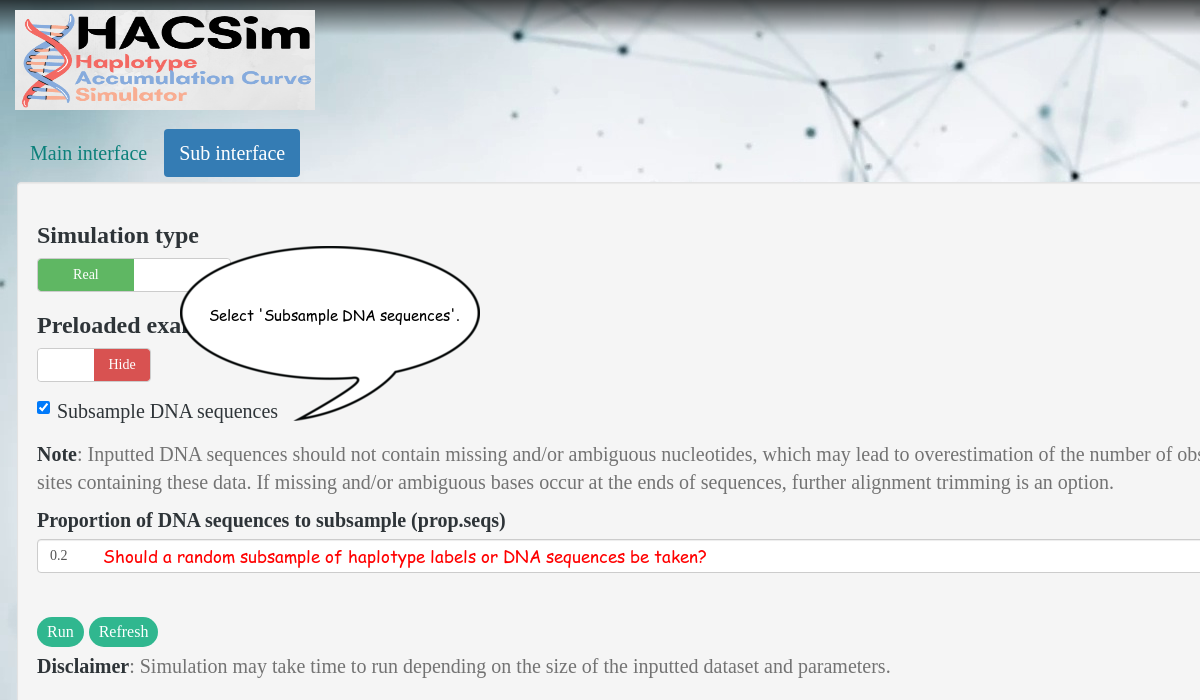 HACSim
Haplotype
Accumulation Curve
Simulator
Main interface
Sub interface
Simulation type
Real
Select 'Subsample DNA sequences'.
Preloaded
Hide
Subsample DNA sequences
Note: Inputted DNA sequences should not contain missing and/or ambiguous nucleotides, which may lead to overestimation of the number of
sites containing these data. If missing and/or ambiguous bases occur at the ends of sequences, further alignment trimming is an option.
Proportion of DNA sequences to subsample (prop.seqs)
0.2
Should a random subsample of haplotype labels or DNA sequences be taken?
Run
Refresh
Disclaimer: Simulation may take time to run depending on the size of the inputted dataset and parameters.